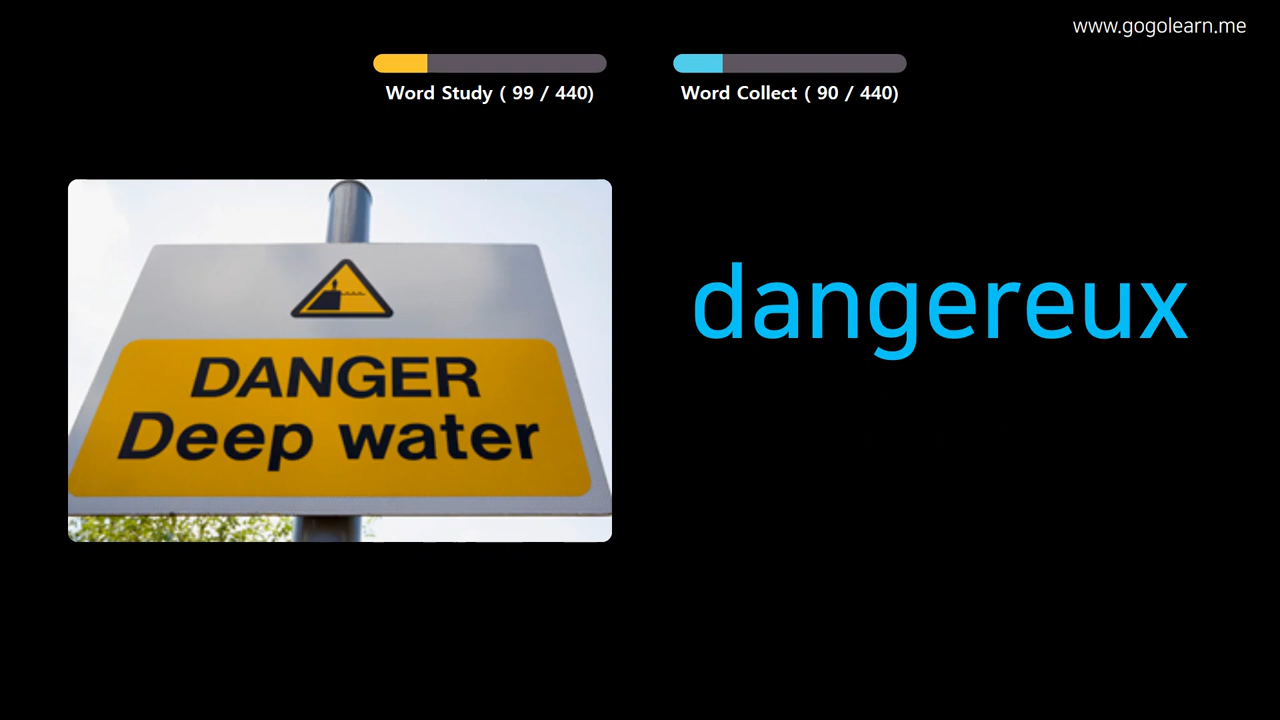 www.gogolearn.me
Word Study ( 99 / 440)
Word Collect ( 90 / 440)
DANGER
Deep water
dangereux